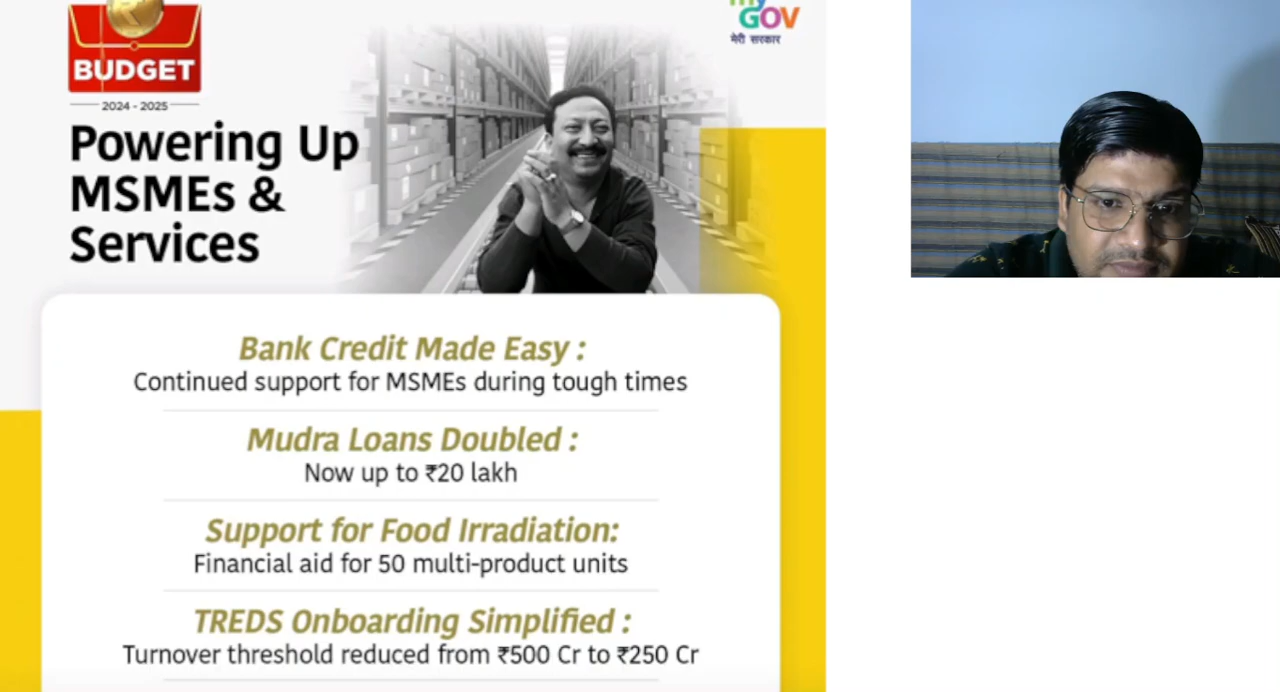 BUDGET
2024 - 2025
my
GOV
मेरी सरकार
Powering Up
MSMEs &
Services
Bank Credit Made Easy :
Continued support for MSMEs during tough times
Mudra Loans Doubled :
Now up to ₹20 lakh
Support for Food Irradiation:
Financial aid for 50 multi-product units
TREDS Onboarding Simplified :
Turnover threshold reduced from ₹500 Cr to ₹250 Cr